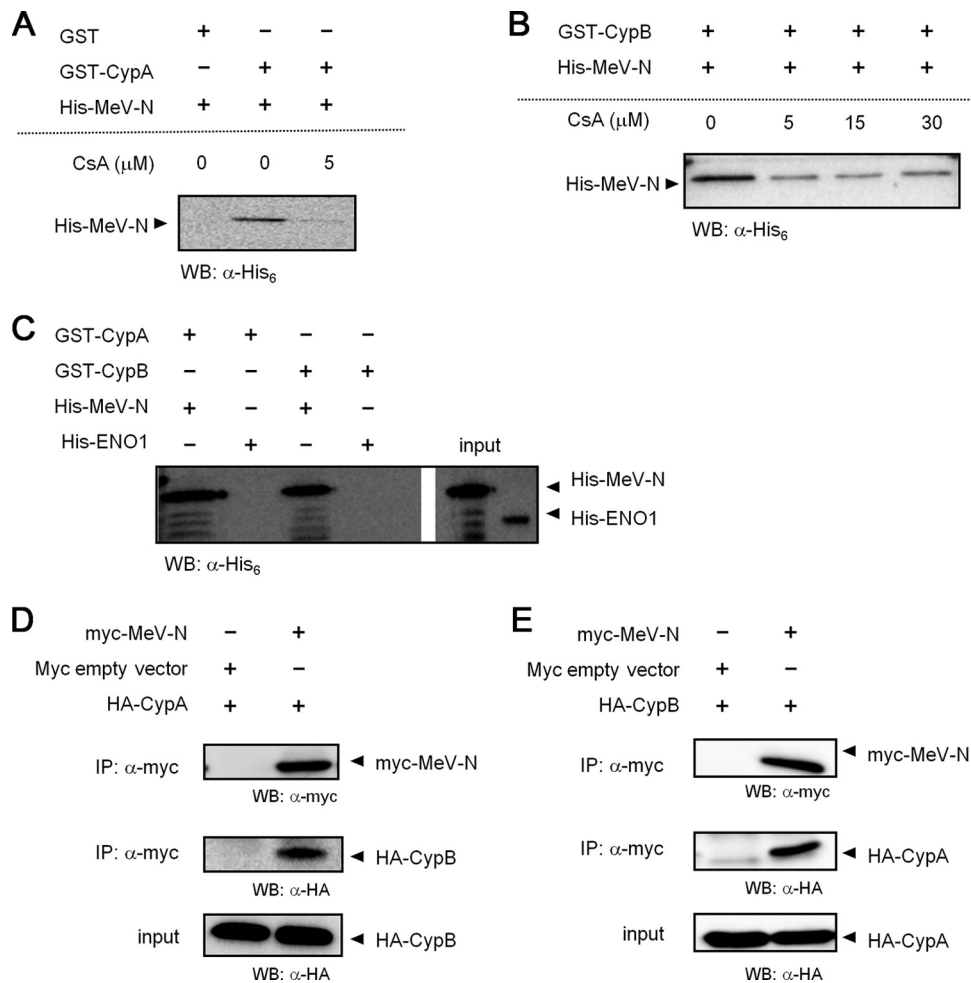 A
GST + − −
GST-CypA − + +
His-MeV-N + + +
CsA (μM) 0 0 5
His-MeV-N
WB: α-His6
B
GST-CypB + + + +
His-MeV-N + + + +
CsA (μM) 0 5 15 30
His-MeV-N
WB: α-His6
C
GST-CypA + + − −
GST-CypB − − + +
His-MeV-N + − + −
His-ENO1 − + − + input
His-MeV-N
His-ENO1
WB: α-His6
D
myc-MeV-N − +
Myc empty vector + −
HA-CypA + +
IP: α-myc myc-MeV-N
WB: α-myc
IP: α-myc HA-CypB
WB: α-HA
input HA-CypB
WB: α-HA
E
myc-MeV-N − +
Myc empty vector + −
HA-CypB + +
IP: α-myc myc-MeV-N
WB: α-myc
IP: α-myc HA-CypA
WB: α-HA
input HA-CypA
WB: α-HA